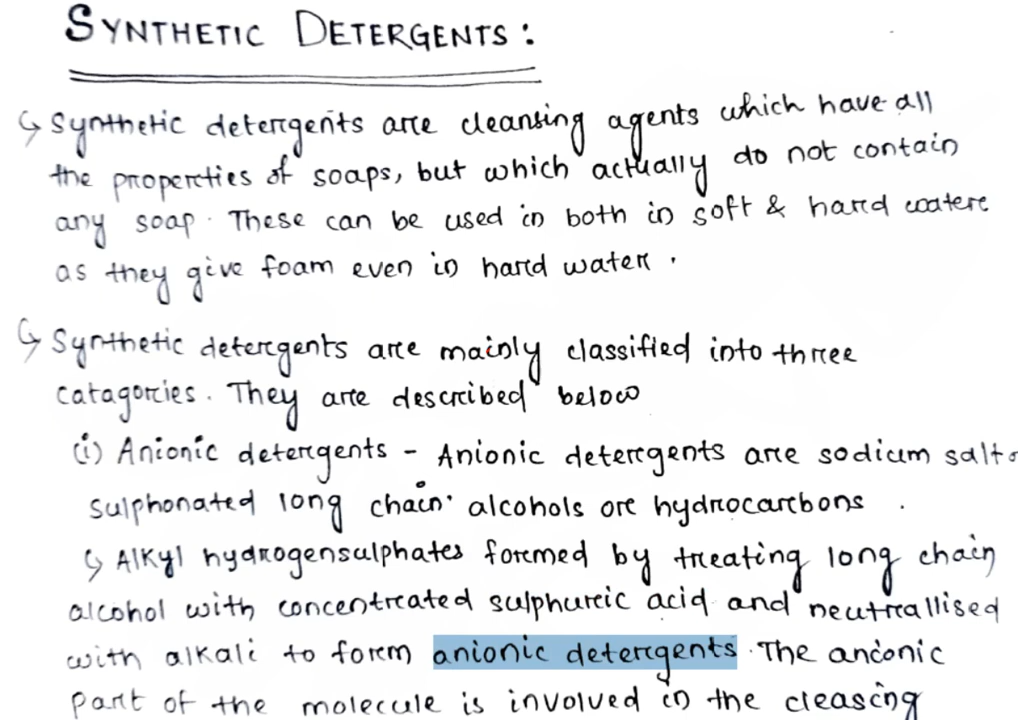 SYNTHETIC DETERGENTS:
↳ Synthetic detergents are cleansing agents which have all
the properties of soaps, but which actually do not contain
any soap. These can be used in both in soft & hard watere
as they give foam even in hard water.
↳ Synthetic detergents are mainly classified into three
catagories. They are described below
(i) Anionic detergents - Anionic detergents are sodium salts
sulphonated long chain alcohols ore hydrocarbons.
↳ Alkyl hydrogensulphates formed by treating long chain
alcohol with concentrated sulphuric acid and neutrallised
with alkali to form anionic detergents. The anionic
part of the molecule is involved in the cleasing